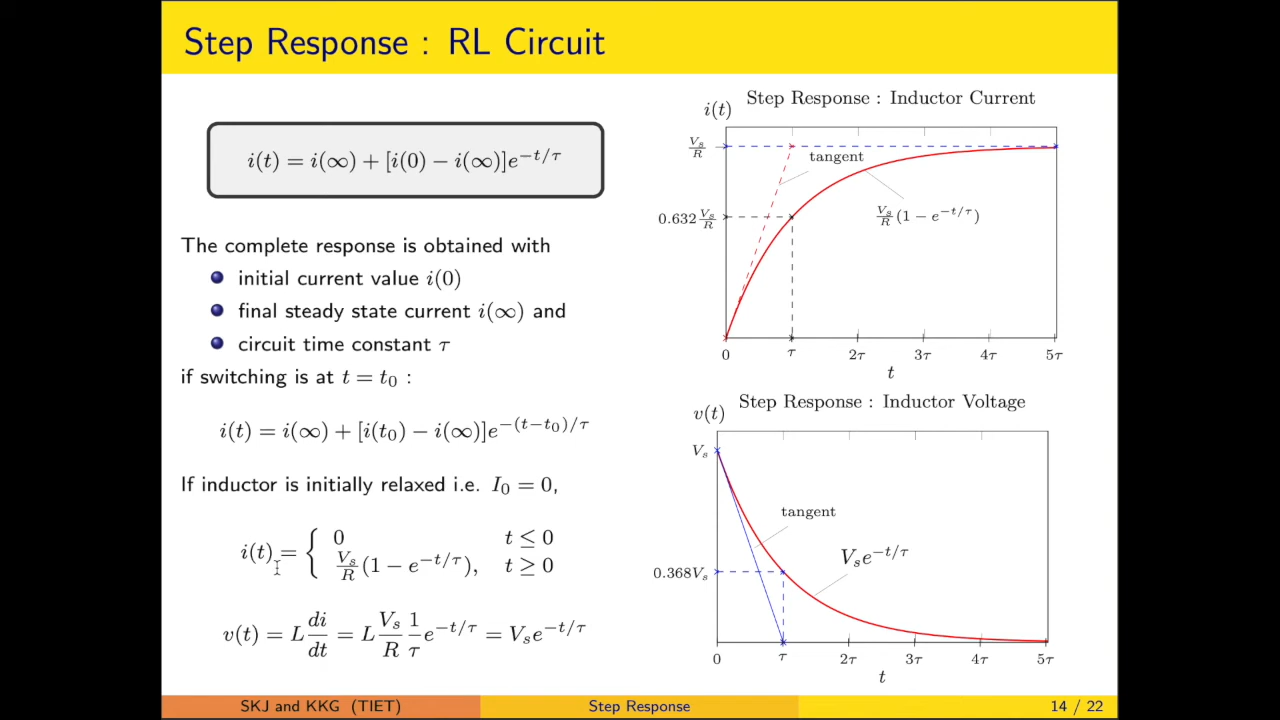 Step Response : RL Circuit
i(t) = i(∞) + [i(0) − i(∞)]e^{−t/τ}
The complete response is obtained with
initial current value i(0)
final steady state current i(∞) and
circuit time constant τ
if switching is at t = t₀ :
i(t) = i(∞) + [i(t₀) − i(∞)]e^{−(t−t₀)/τ}
If inductor is initially relaxed i.e. I₀ = 0,
i(t) = { 0 t ≤ 0
V_s/R (1 − e^{−t/τ}), t ≥ 0
v(t) = L di/dt = L V_s/R 1/τ e^{−t/τ} = V_s e^{−t/τ}
Step Response : Inductor Current
i(t)
V_s/R
tangent
0.632 V_s/R
V_s/R (1 − e^{−t/τ})
0 τ 2τ 3τ 4τ 5τ
t
Step Response : Inductor Voltage
v(t)
V_s
tangent
V_s e^{−t/τ}
0.368V_s
0 τ 2τ 3τ 4τ 5τ
t
SKJ and KKG (TIET) Step Response 14 / 22